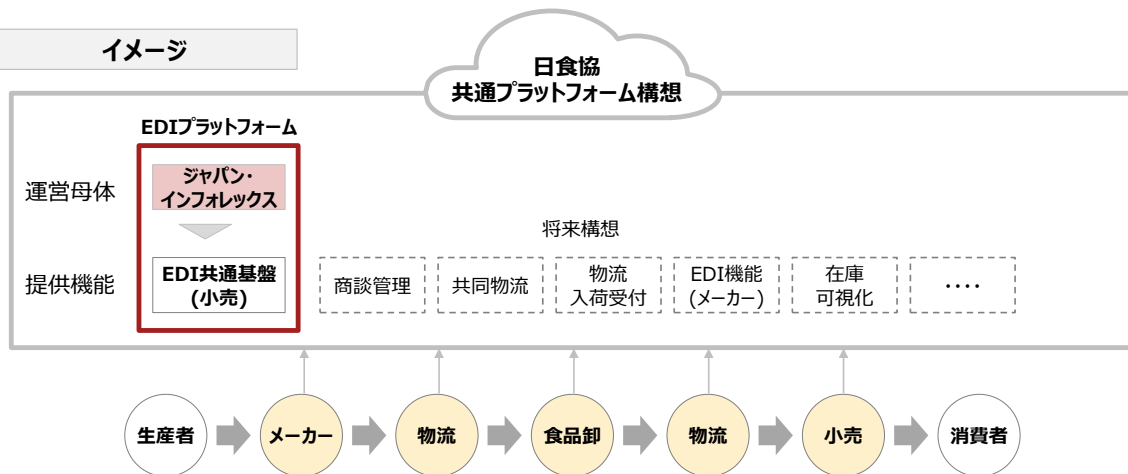 イメージ
日食協
共通プラットフォーム構想
EDIプラットフォーム
運営母体
ジャパン・
インフォレックス
将来構想
提供機能
EDI共通基盤
(小売)
商談管理
共同物流
物流
入荷受付
EDI機能
(メーカー)
在庫
可視化
････
生産者
メーカー
物流
食品卸
物流
小売
消費者